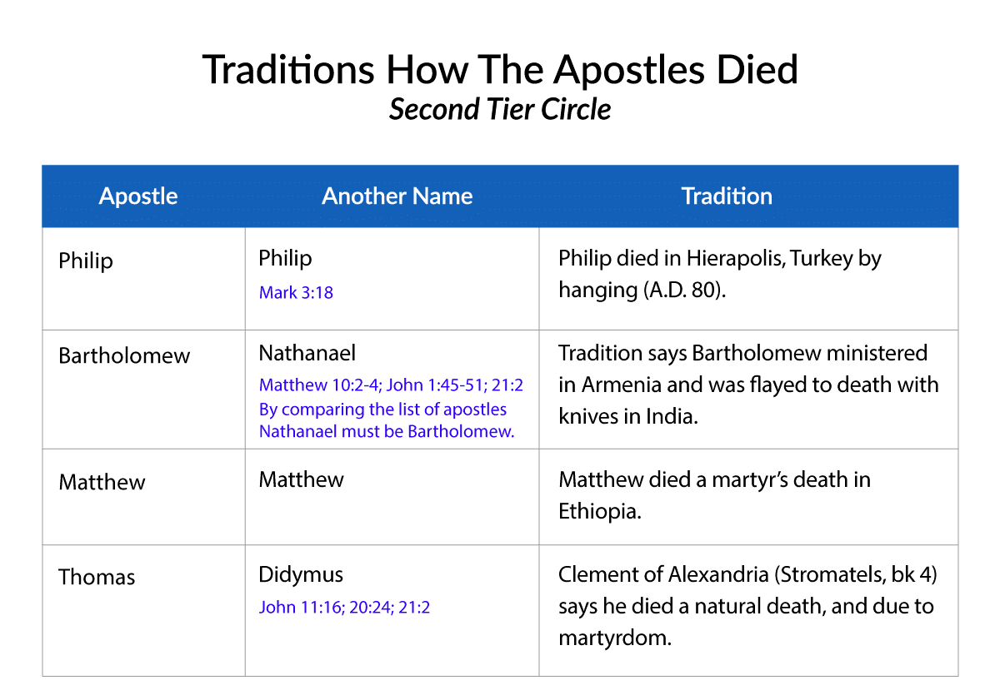 Traditions How The Apostles Died
Second Tier Circle
Apostle
Another Name
Tradition
Philip
Philip
Mark 3:18
Philip died in Hierapolis, Turkey by
hanging (A.D. 80).
Bartholomew
Nathanael
Matthew 10:2-4; John 1:45-51; 21:2
By comparing the list of apostles
Nathanael must be Bartholomew.
Tradition says Bartholomew ministered
in Armenia and was flayed to death with
knives in India.
Matthew
Matthew
Matthew died a martyr’s death in
Ethiopia.
Thomas
Didymus
John 11:16; 20:24; 21:2
Clement of Alexandria (Stromatels, bk 4)
says he died a natural death, and due to
martyrdom.